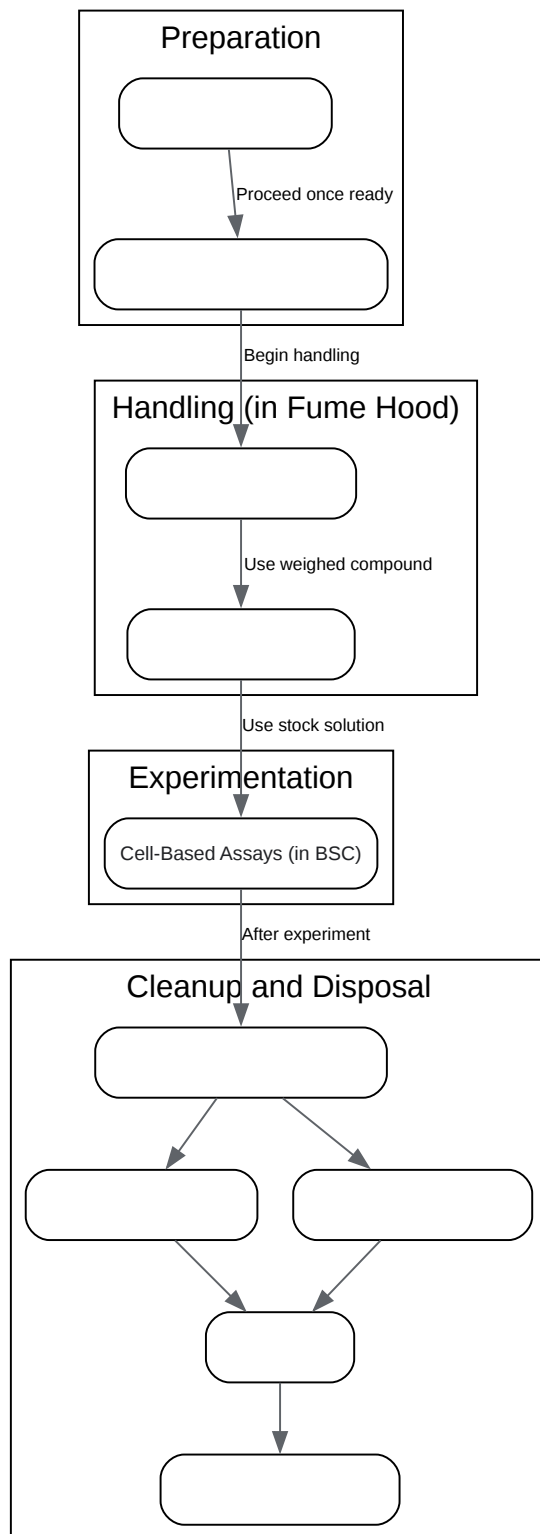 Preparation
Proceed once ready
Begin handling
Handling (in Fume Hood)
Use weighed compound
Use stock solution
Experimentation
Cell-Based Assays (in BSC)
After experiment
Cleanup and Disposal